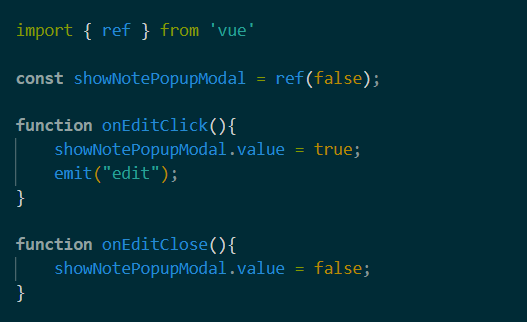 import { ref } from 'vue'
const showNotePopupModal = ref(false);
function onEditClick(){
showNotePopupModal.value = true;
emit("edit");
}
function onEditClose(){
showNotePopupModal.value = false;
}